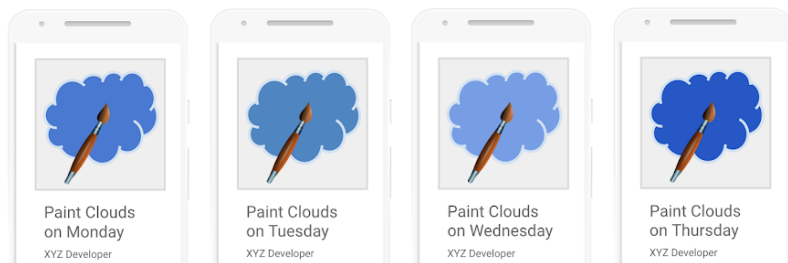 Paint Clouds
on Monday
XYZ Developer
Paint Clouds
on Tuesday
XYZ Developer
Paint Clouds
on Wednesday
XYZ Developer
Paint Clouds
on Thursday
XYZ Developer